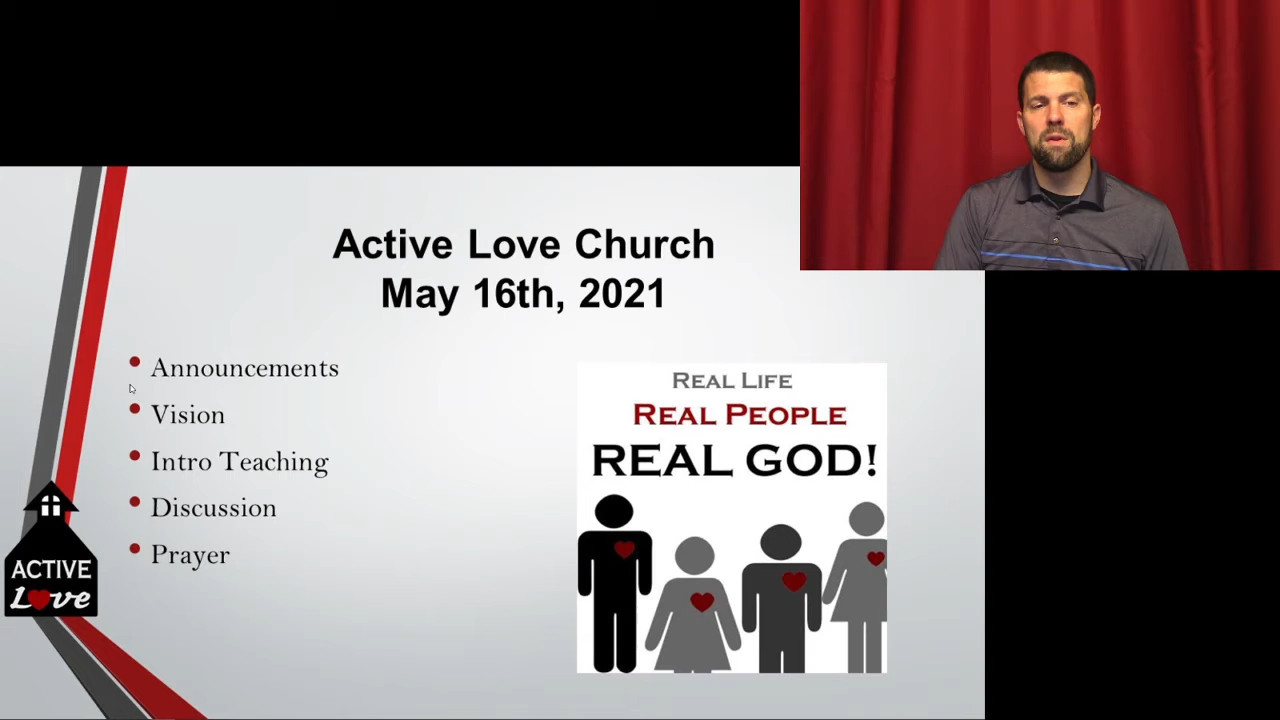 Active Love Church
May 16th, 2021
• Announcements
• Vision
• Intro Teaching
• Discussion
• Prayer
REAL LIFE
REAL PEOPLE
REAL GOD!
ACTIVE
Love